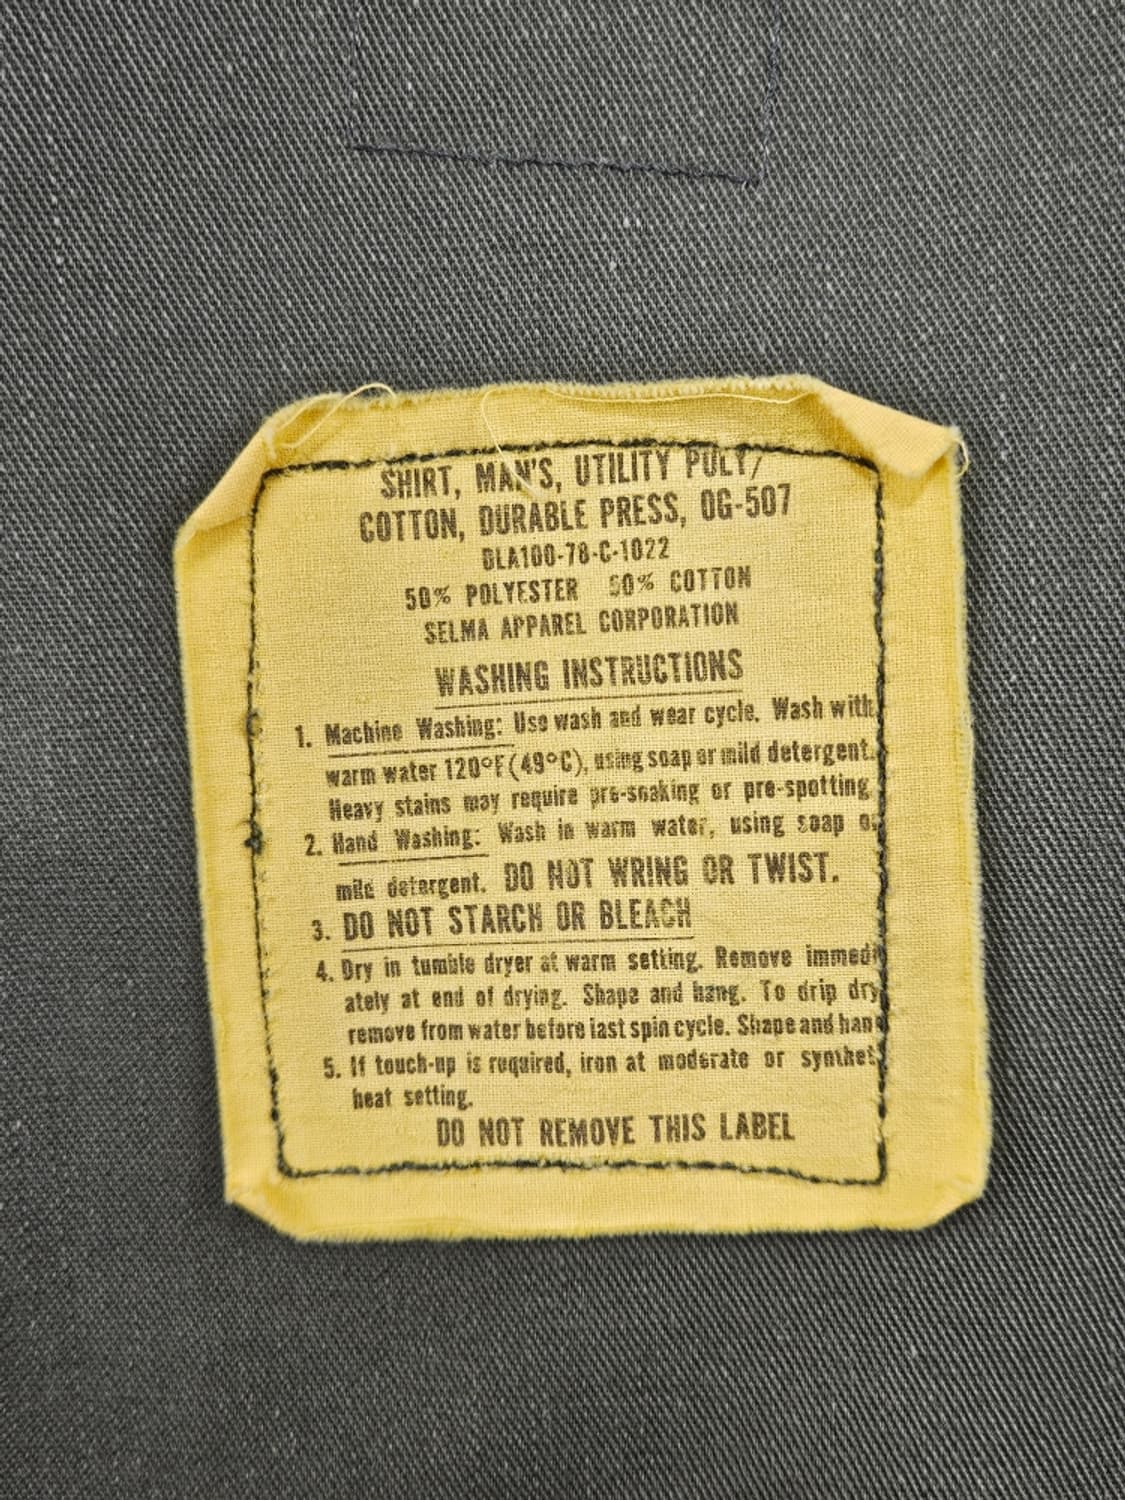 SHIRT, MAN'S, UTILITY POLY/
COTTON, DURABLE PRESS, OG-507
DLA100-78-C-1022
50% POLYESTER 50% COTTON
SELMA APPAREL CORPORATION
WASHING INSTRUCTIONS
1. Machine Washing: Use wash and wear cycle. Wash with
warm water 120°F(49°C), using soap or mild detergent.
Heavy stains may require pre-soaking or pre-spotting
2. Hand Washing: Wash in warm water, using soap o
mild detergent. DO NOT WRING OR TWIST.
3. DO NOT STARCH OR BLEACH
4. Dry in tumble dryer at warm setting. Remove immedi
ately at end of drying. Shape and hang. To drip dry
remove from water before last spin cycle. Shape and han
5. If touch-up is required, iron at moderate or synthet
heat setting.
DO NOT REMOVE THIS LABEL